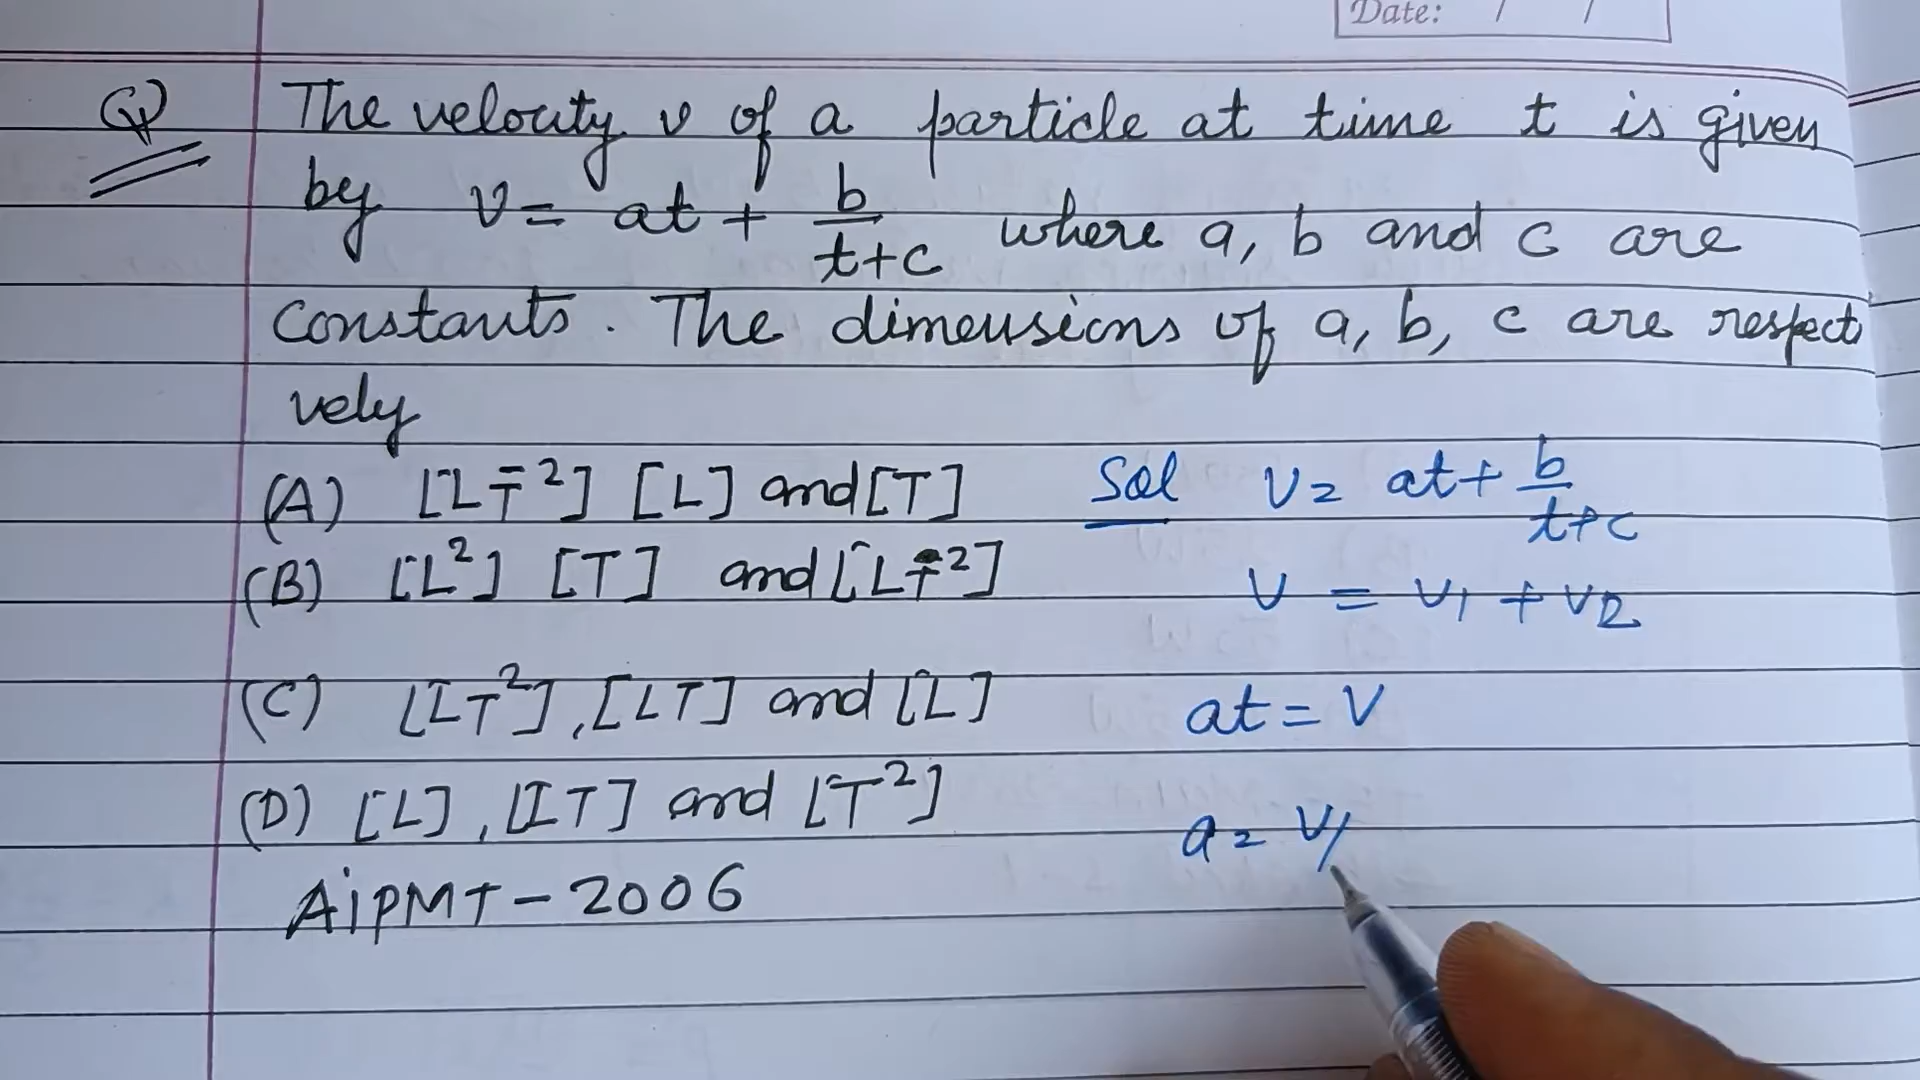 Date: / /
Q The velocity v of a particle at time t is given
by v = at + b/(t+c) where a, b and c are
constants. The dimensions of a, b, c are respecti
vely
(A) [LT⁻²] [L] and [T]
Sol v = at + b/(t+c)
(B) [L²] [T] and [LT⁻²]
v = v₁ + v₂
(C) [LT²], [LT] and [L]
at = v
(D) [L], [LT] and [T²]
a = v/
AiPMT - 2006